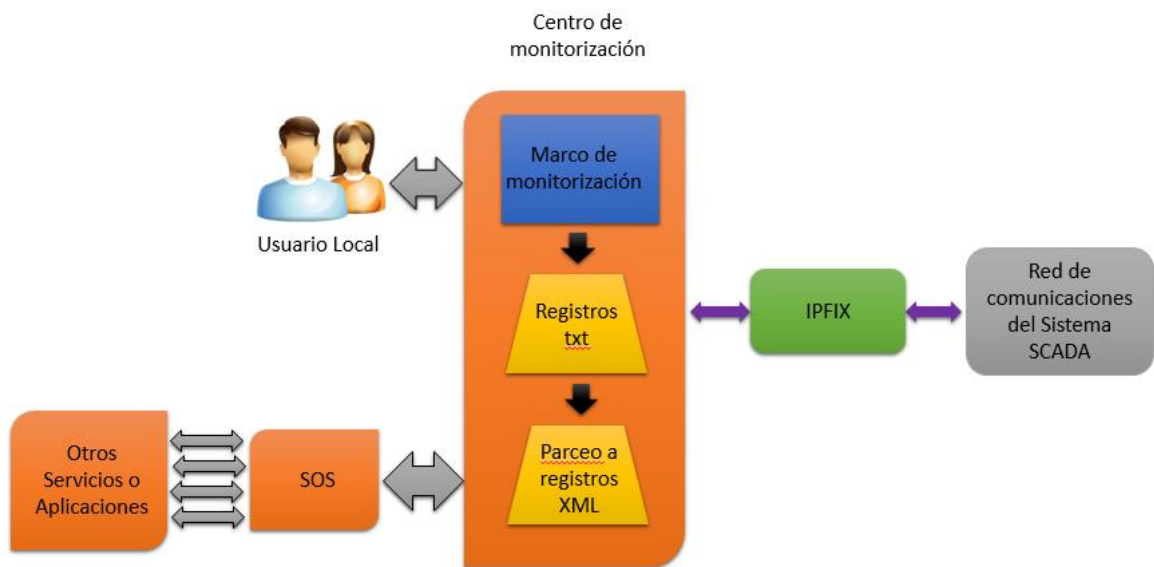 Centro de
monitorización
Marco de
monitorización
Usuario Local
Registros
txt
IPFIX
Red de
comunicaciones
del Sistema
SCADA
Parceo a
registros
XML
SOS
Otros
Servicios o
Aplicaciones